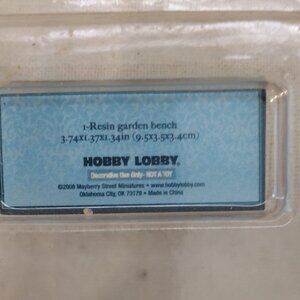 1-Resin garden bench
3.74x1.37x1.34in (9.5x3.5x3.4cm)
HOBBY LOBBY®
Decorative Use Only- NOT A TOY
©2008 Mayberry Street Miniatures • www.hobbylobby.com
Oklahoma City, OK 73179 • Made in China